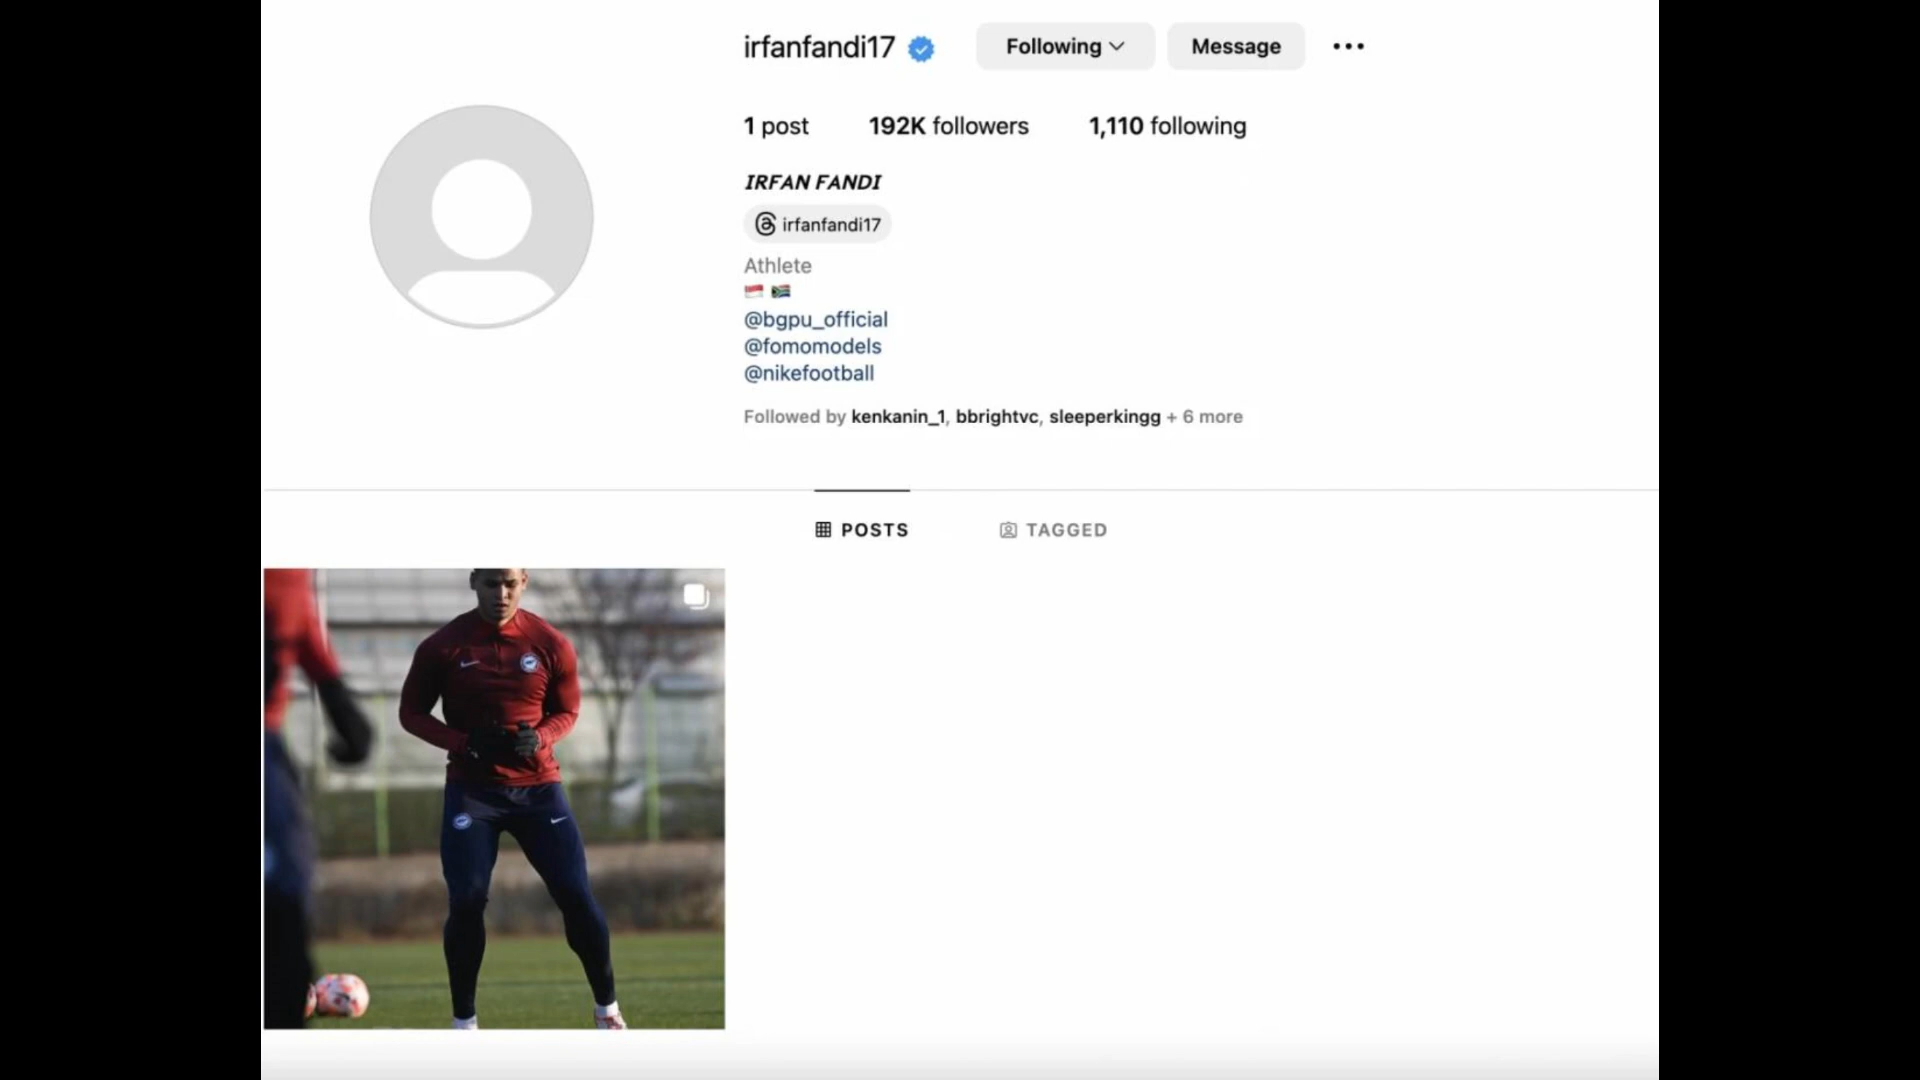 irfanfandi17 Following Message
1 post 192K followers 1,110 following
IRFAN FANDI
irfanfandi17
Athlete
@bgpu_official
@fomomodels
@nikefootball
Followed by kenkanin_1, bbrightvc, sleeperkingg + 6 more
POSTS TAGGED